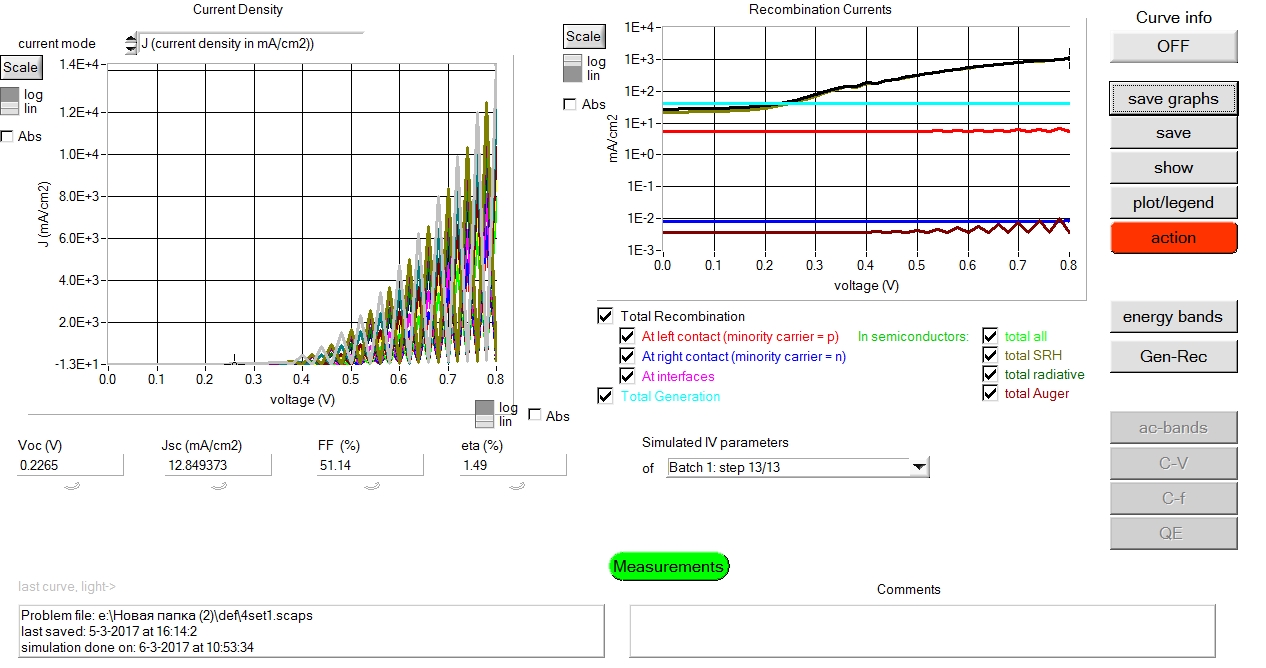 Current Density
current mode
J (current density in mA/cm2))
Scale
log
lin
Abs
J (mA/cm2)
1.4E+4
1.2E+4
1.0E+4
8.0E+3
6.0E+3
4.0E+3
2.0E+3
-1.3E+1
0.0 0.1 0.2 0.3 0.4 0.5 0.6 0.7 0.8
voltage (V)
log
lin
Abs
Voc (V) Jsc (mA/cm2) FF (%) eta (%)
0.2265 12.849373 51.14 1.49
Recombination Currents
Scale
log
lin
Abs
mA/cm2
1E+4
1E+3
1E+2
1E+1
1E+0
1E-1
1E-2
1E-3
0.0 0.1 0.2 0.3 0.4 0.5 0.6 0.7 0.8
voltage (V)
Total Recombination
At left contact (minority carrier = p)
At right contact (minority carrier = n)
At interfaces
Total Generation
In semiconductors:
total all
total SRH
total radiative
total Auger
Simulated IV parameters
of Batch 1: step 13/13
Curve info
OFF
save graphs
save
show
plot/legend
action
energy bands
Gen-Rec
ac-bands
C-V
C-f
QE
Measurements
last curve, light->
Problem file: e:\Новая папка (2)\def\4set1.scaps
last saved: 5-3-2017 at 16:14:2
simulation done on: 6-3-2017 at 10:53:34
Comments